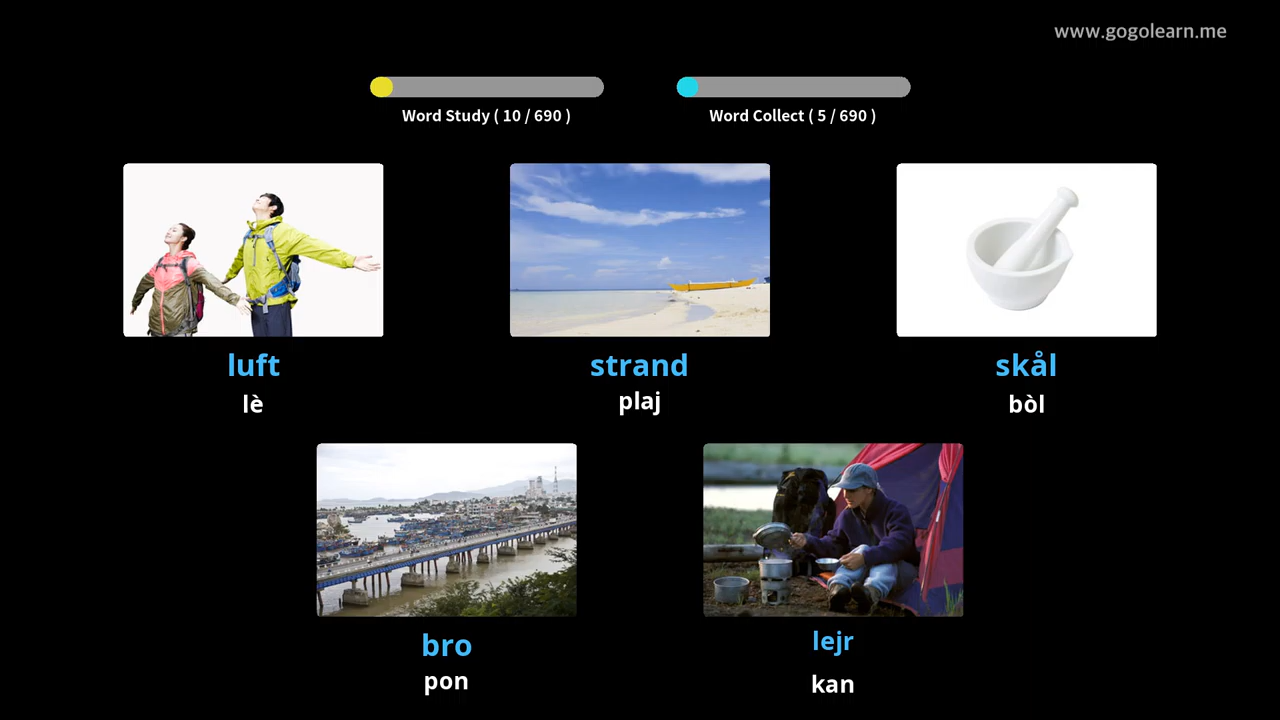 www.gogolearn.me
Word Study ( 10 / 690 )
Word Collect ( 5 / 690 )
luft
strand
skål
lè
plaj
bòl
bro
lejr
pon
kan